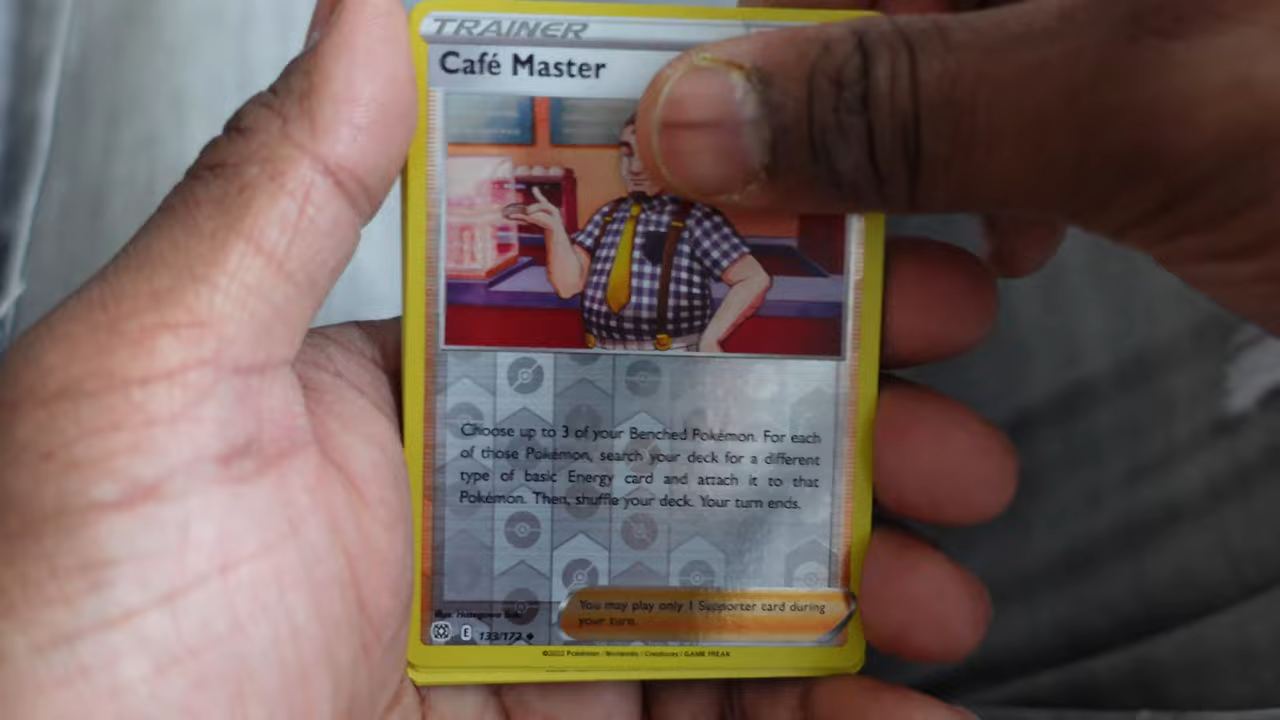 TRAINER
Café Master
Choose up to 3 of your Benched Pokémon. For each
of those Pokémon, search your deck for a different
type of basic Energy card and attach it to that
Pokémon. Then, shuffle your deck. Your turn ends.
You may play only 1 Supporter card during
your turn.
E 133/172
Pokémon / Nintendo / Creatures / GAME FREAK